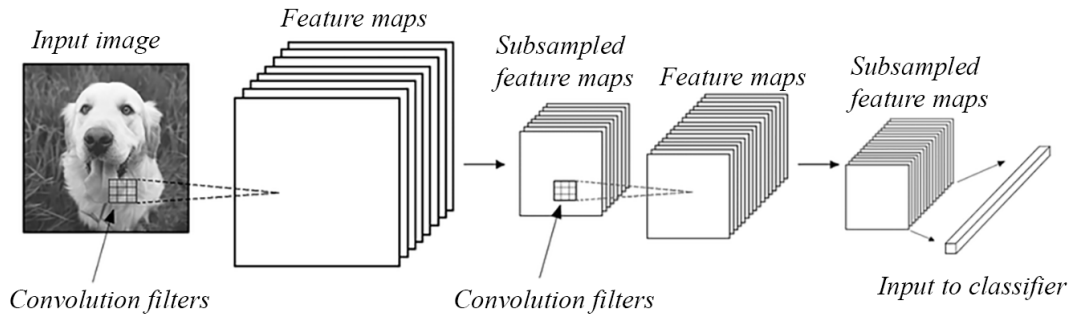 Input image
Feature maps
Subsampled
feature maps
Feature maps
Subsampled
feature maps
Convolution filters
Convolution filters
Input to classifier